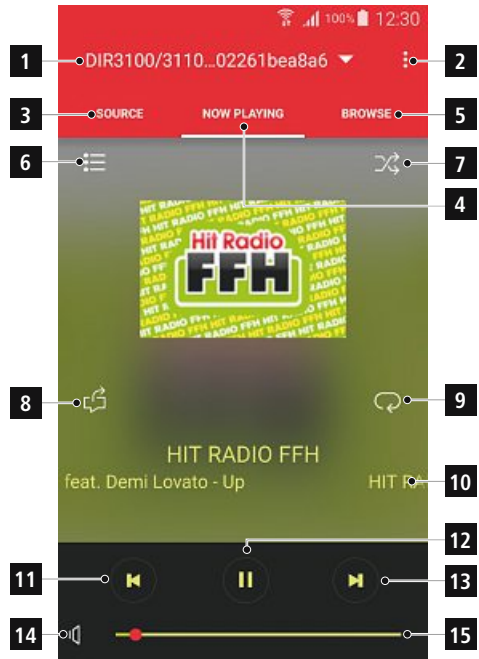 100% 12:30
1 DIR3100/3110...02261bea8a6 2
3 SOURCE NOW PLAYING BROWSE 5
6 7
4
Hit Radio
FFH
8 9
HIT RADIO FFH
feat. Demi Lovato - Up HIT RA 10
12
11 13
14 15